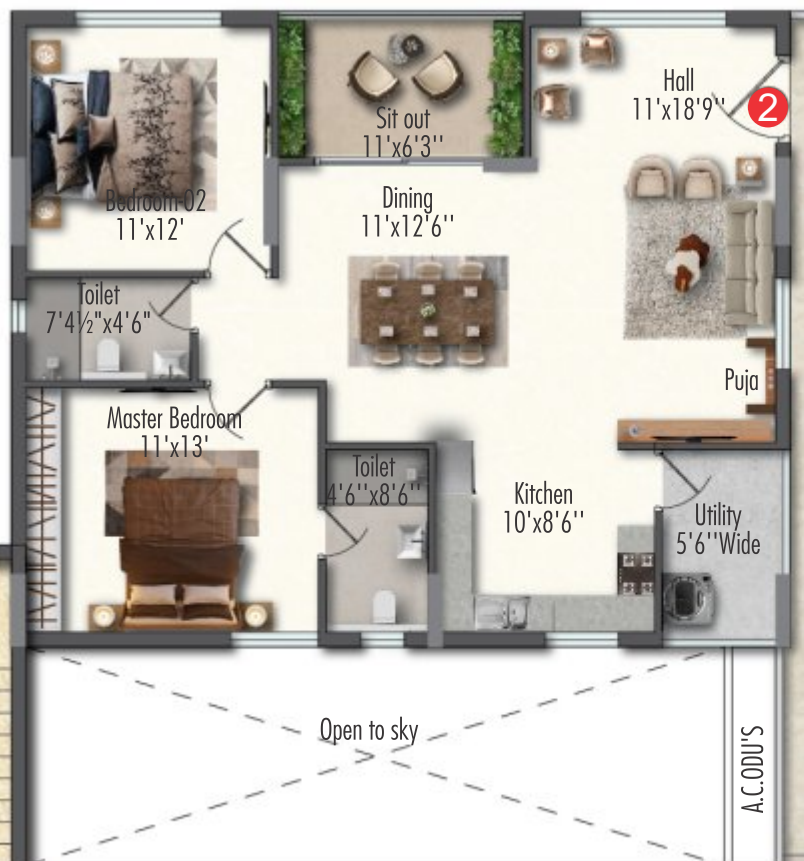 Hall
11'x18'9''
2
Sit out
11'x6'3''
Bedroom-02
11'x12'
Dining
11'x12'6''
Toilet
7'4½"x4'6"
Puja
Master Bedroom
11'x13'
Toilet
4'6''x8'6''
Kitchen
10'x8'6''
Utility
5'6''Wide
Open to sky
A.C.ODU'S